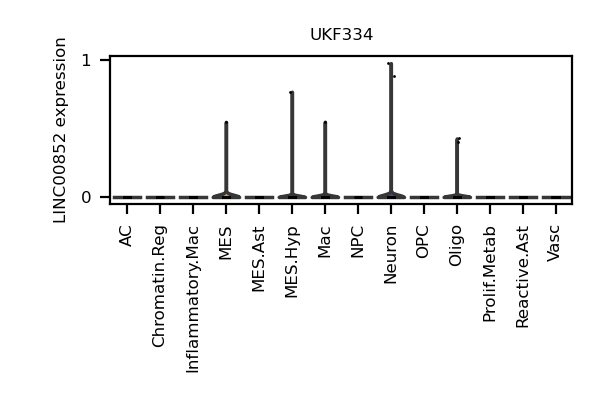 UKF334
LINC00852 expression
1
0
AC
Chromatin.Reg
Inflammatory.Mac
MES
MES.Ast
MES.Hyp
Mac
NPC
Neuron
OPC
Oligo
Prolif.Metab
Reactive.Ast
Vasc